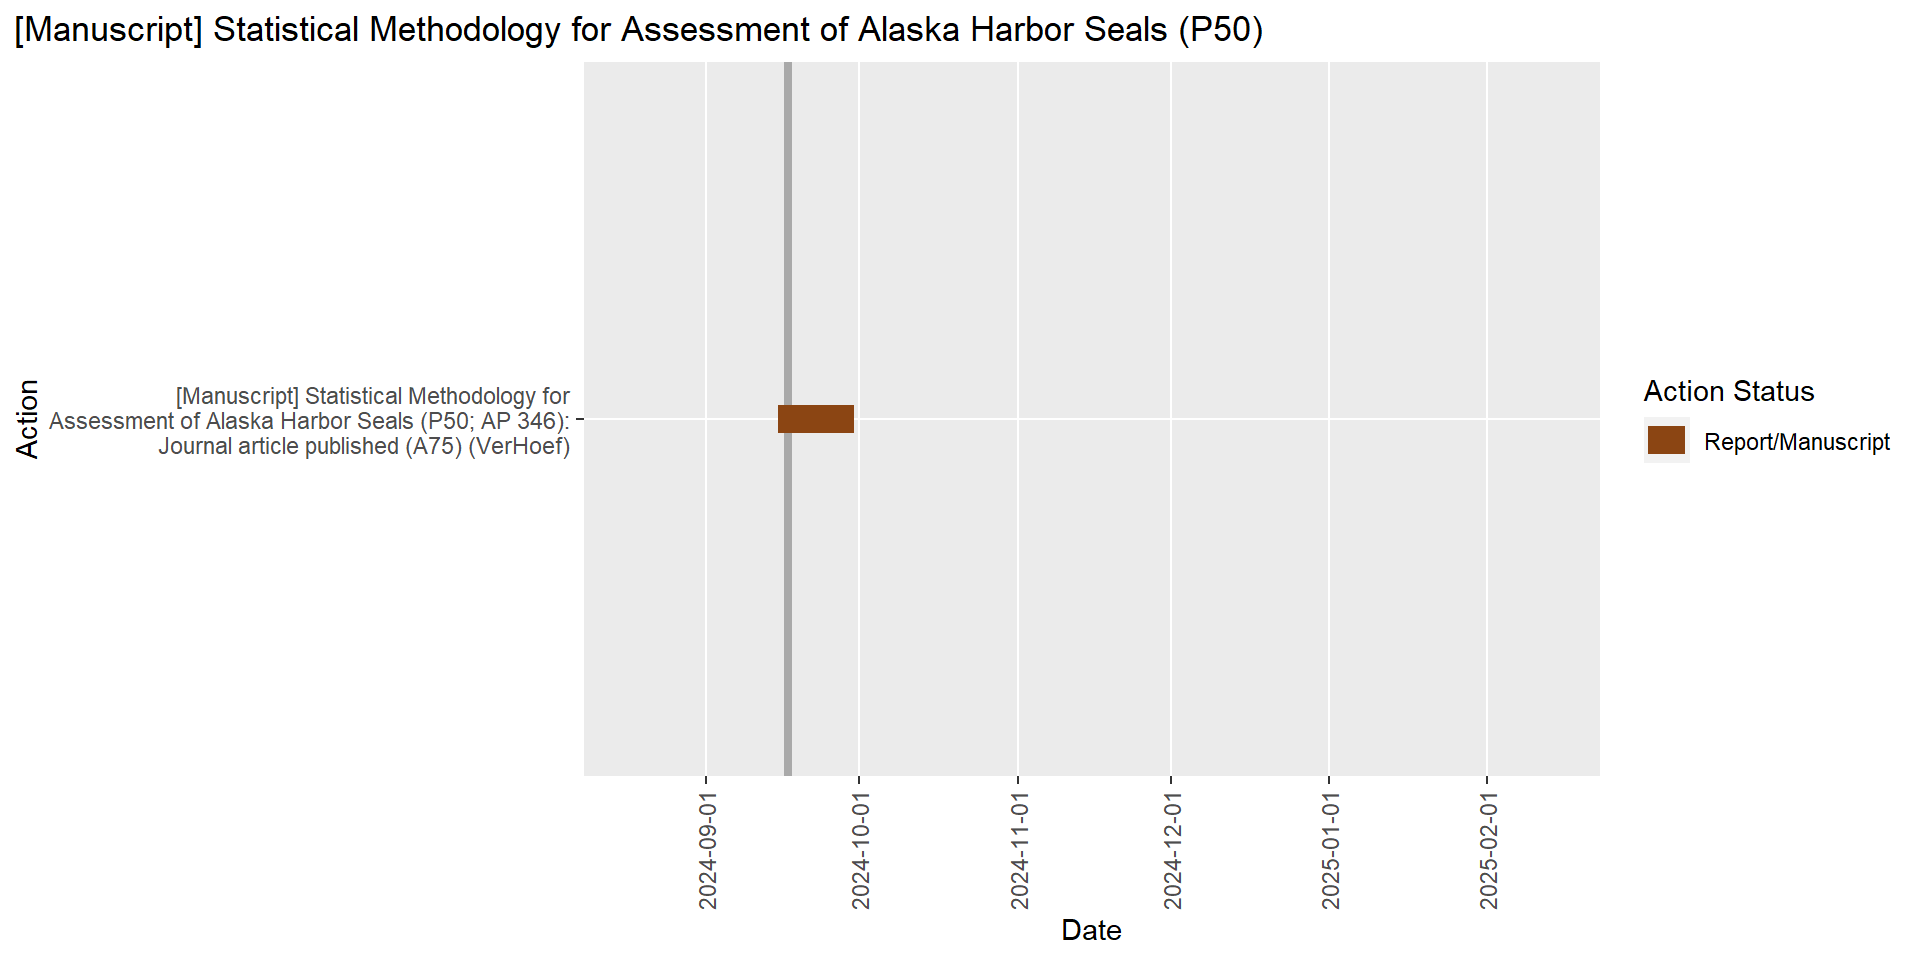 [Manuscript] Statistical Methodology for Assessment of Alaska Harbor Seals (P50)
Action
[Manuscript] Statistical Methodology for
Assessment of Alaska Harbor Seals (P50; AP 346):
Journal article published (A75) (VerHoef)
Action Status
Report/Manuscript
2024-09-01
2024-10-01
2024-11-01
2024-12-01
2025-01-01
2025-02-01
Date